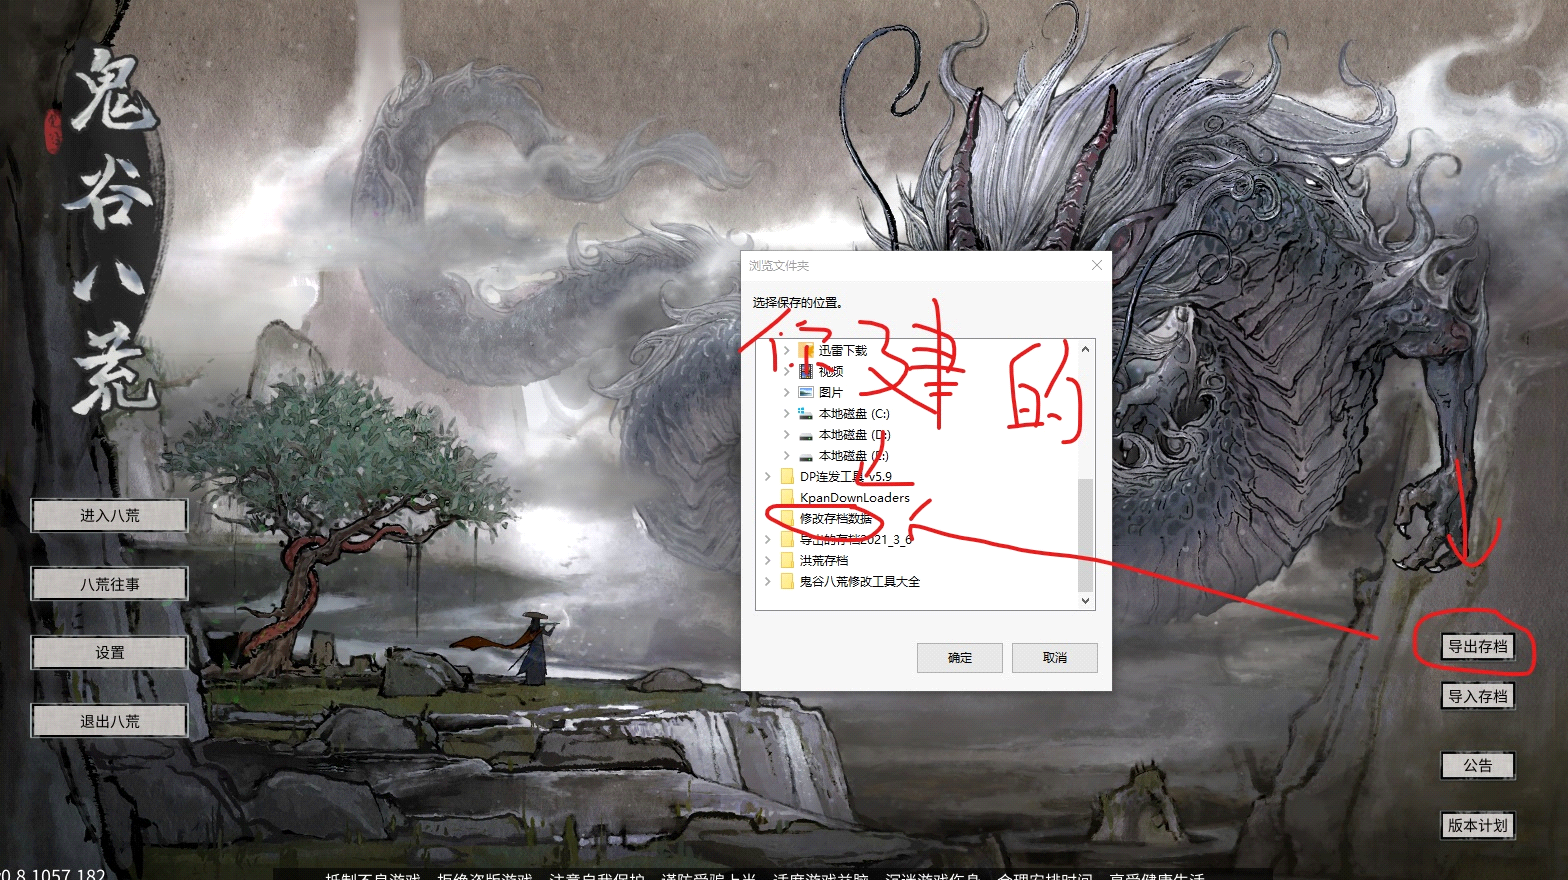 鬼谷八荒
进入八荒
八荒往事
设置
退出八荒
浏览文件夹
选择保存的位置。
你建的
迅雷下载
视频
图片
本地磁盘 (C:)
本地磁盘 (D:)
本地磁盘 (E:)
DP连发工具 v5.9
KpanDownLoaders
修改存档数据
导出的存档2021_3_6
洪荒存档
鬼谷八荒修改工具大全
确定
取消
导出存档
导入存档
公告
版本计划
0.8.1057.182
抵制不良游戏，拒绝盗版游戏。注意自我保护，谨防受骗上当。适度游戏益脑，沉迷游戏伤身。合理安排时间，享受健康生活。